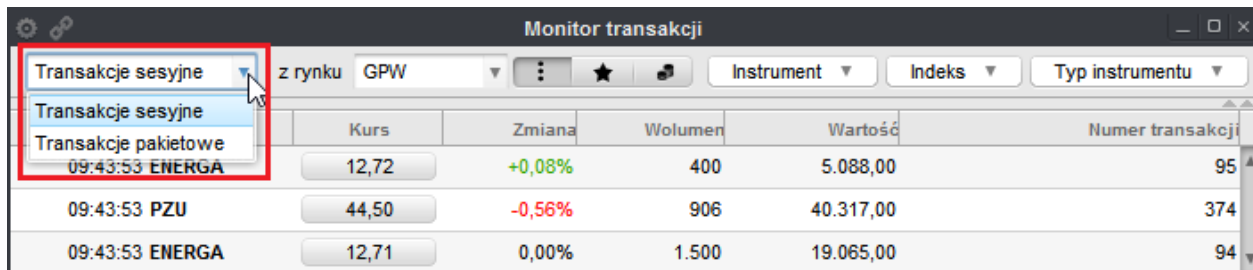 Monitor transakcji
Transakcje sesyjne z rynku GPW Instrument Indeks Typ instrumentu
Transakcje sesyjne
Transakcje pakietowe
Kurs Zmiana Wolumen Wartość Numer transakcji
09:43:53 ENERGA 12,72 +0,08% 400 5.088,00 95
09:43:53 PZU 44,50 -0,56% 906 40.317,00 374
09:43:53 ENERGA 12,71 0,00% 1.500 19.065,00 94